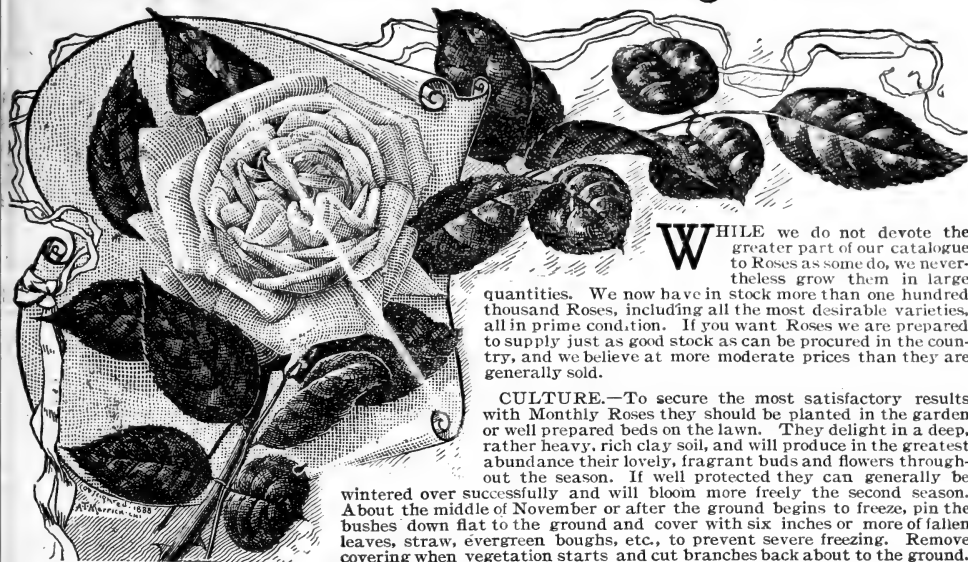 WHILE we do not devote the
greater part of our catalogue
to Roses as some do, we never-
theless grow them in large
quantities. We now have in stock more than one hundred
thousand Roses, including all the most desirable varieties,
all in prime condition. If you want Roses we are prepared
to supply just as good stock as can be procured in the coun-
try, and we believe at more moderate prices than they are
generally sold.
CULTURE.—To secure the most satisfactory results
with Monthly Roses they should be planted in the garden
or well prepared beds on the lawn. They delight in a deep,
rather heavy, rich clay soil, and will produce in the greatest
abundance their lovely, fragrant buds and flowers through-
out the season. If well protected they can generally be
wintered over successfully and will bloom more freely the second season.
About the middle of November or after the ground begins to freeze, pin the
bushes down flat to the ground and cover with six inches or more of fallen
leaves, straw, evergreen boughs, etc., to prevent severe freezing. Remove
covering when vegetation starts and cut branches back about to the ground.
1888